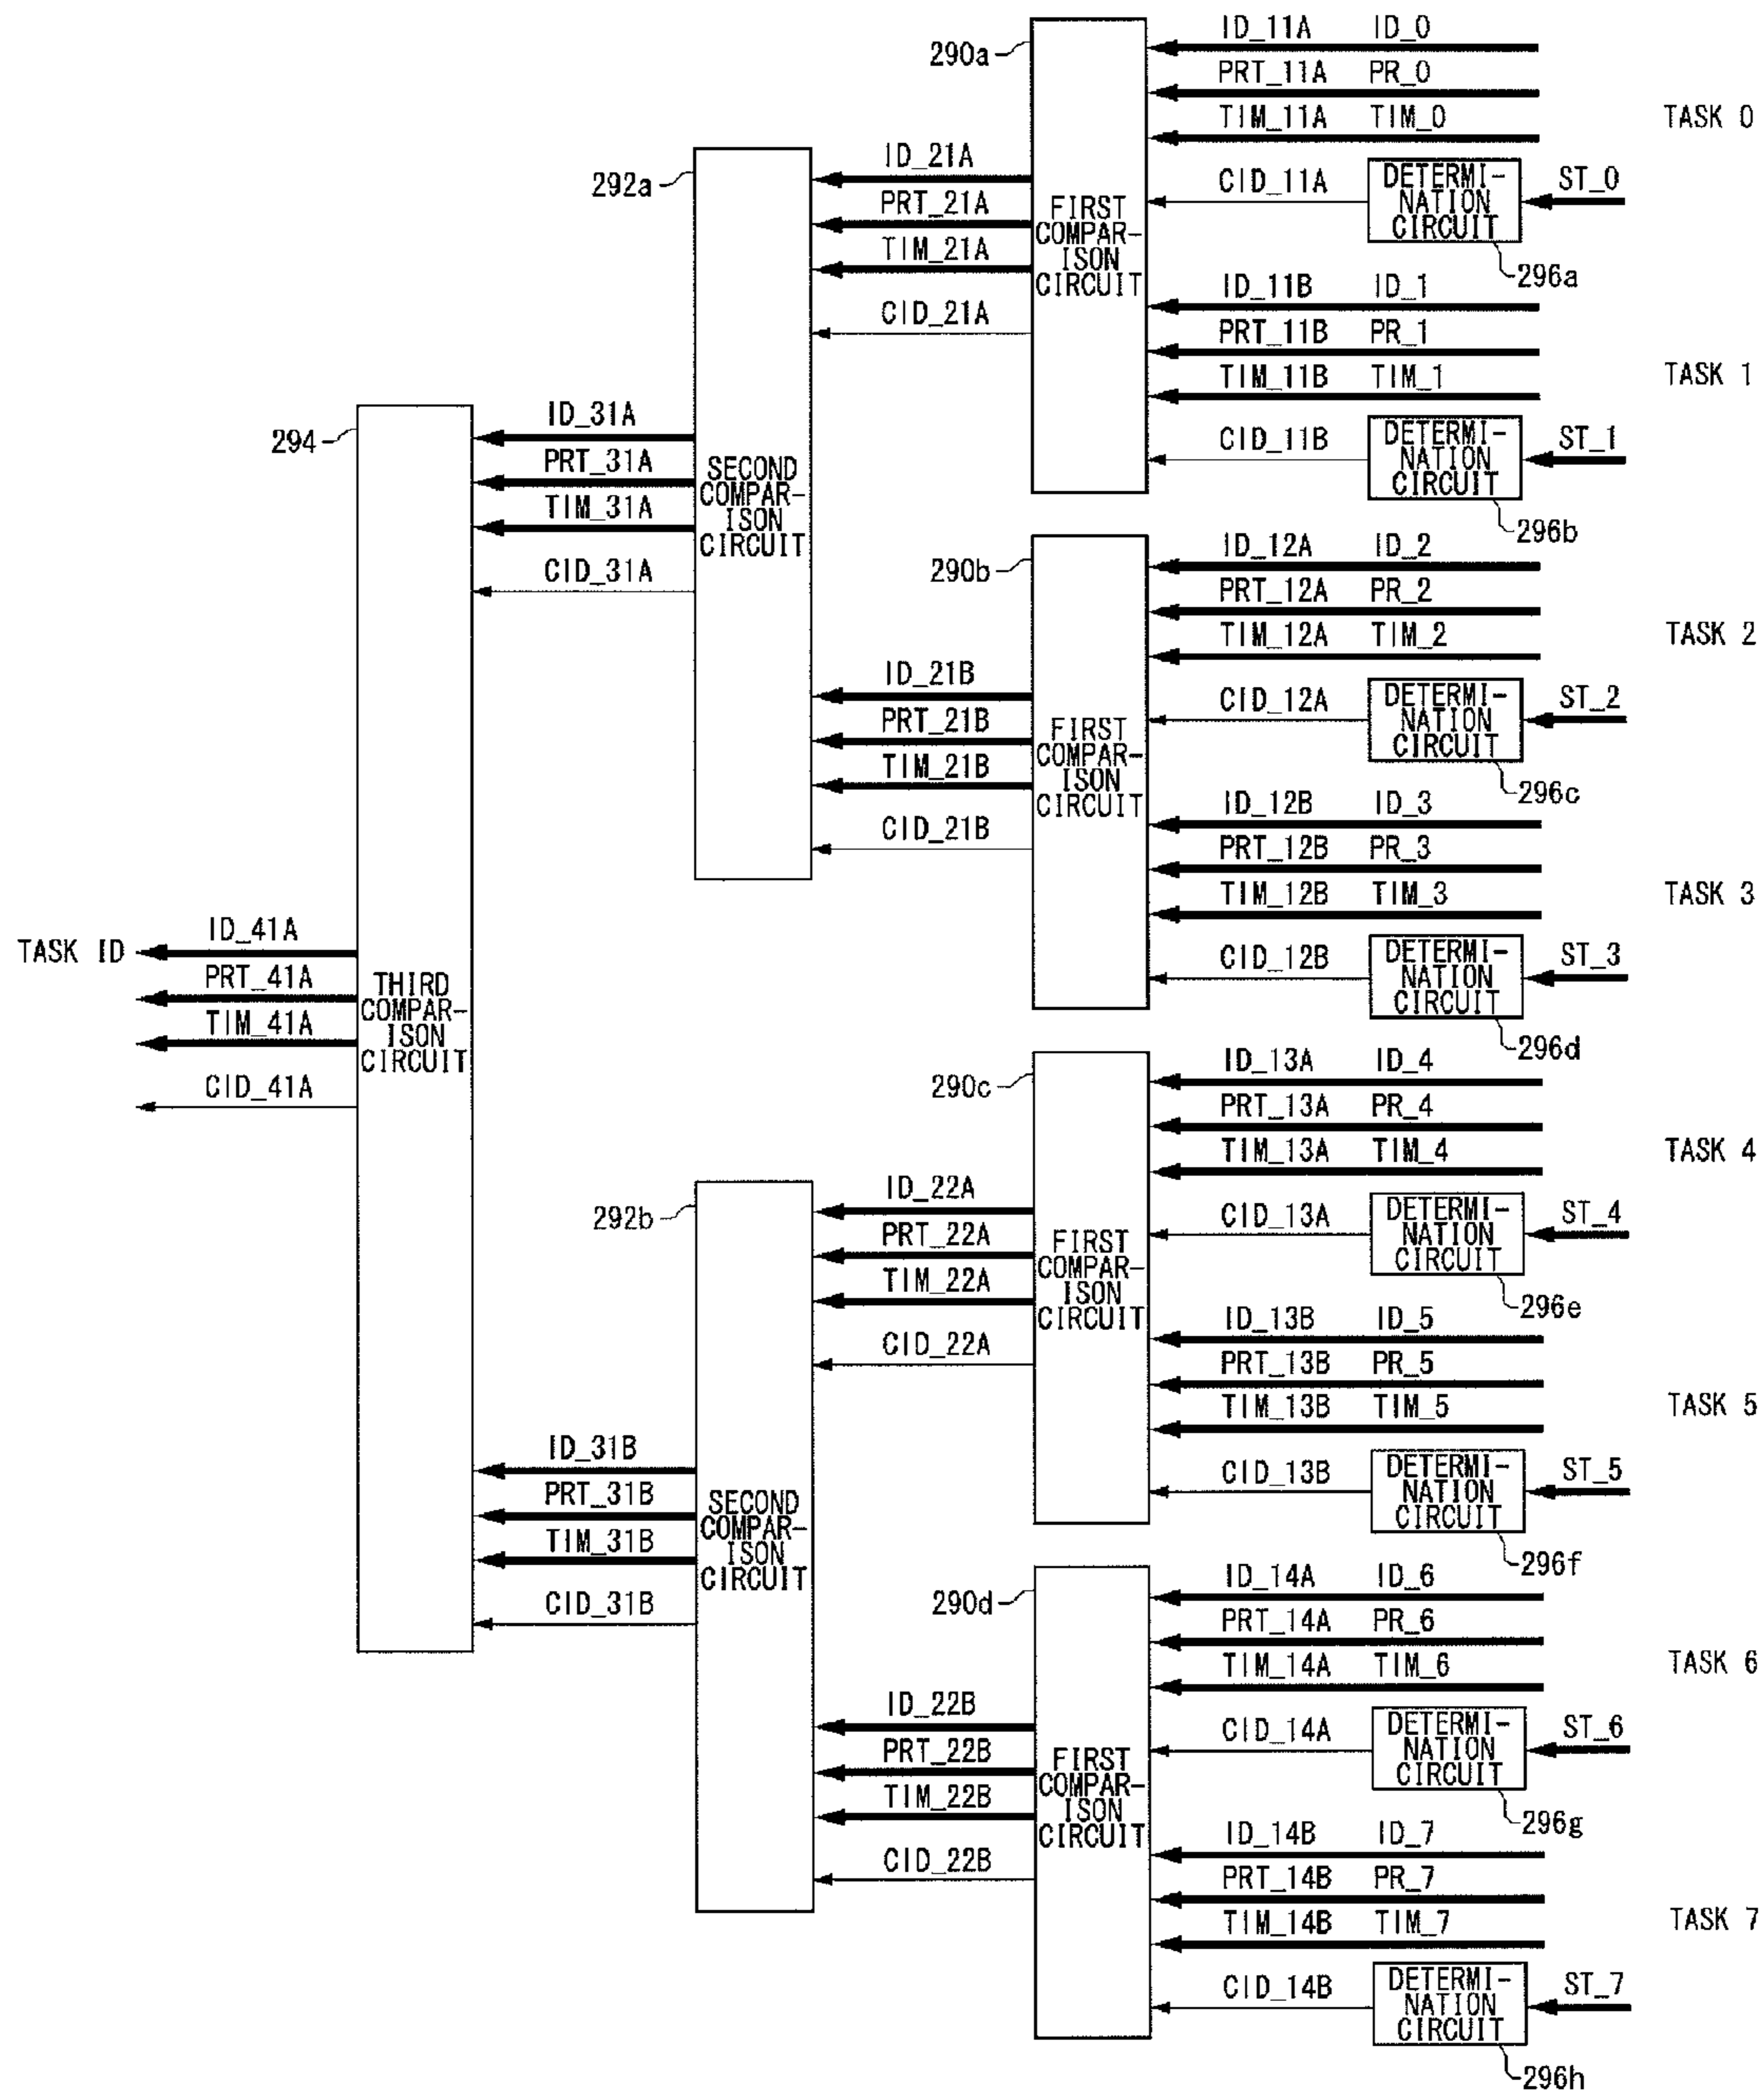 290a
ID_11A ID_0
PRT_11A PR_0
TIM_11A TIM_0
TASK 0
CID_11A
DETERMI-
NATION
CIRCUIT
ST_0
296a
ID_11B ID_1
PRT_11B PR_1
TIM_11B TIM_1
TASK 1
CID_11B
DETERMI-
NATION
CIRCUIT
ST_1
296b
FIRST
COMPAR-
ISON
CIRCUIT
292a
ID_21A
PRT_21A
TIM_21A
CID_21A
290b
ID_12A ID_2
PRT_12A PR_2
TIM_12A TIM_2
TASK 2
CID_12A
DETERMI-
NATION
CIRCUIT
ST_2
296c
ID_12B ID_3
PRT_12B PR_3
TIM_12B TIM_3
TASK 3
CID_12B
DETERMI-
NATION
CIRCUIT
ST_3
296d
FIRST
COMPAR-
ISON
CIRCUIT
ID_21B
PRT_21B
TIM_21B
CID_21B
SECOND
COMPAR-
ISON
CIRCUIT
294
ID_31A
PRT_31A
TIM_31A
CID_31A
TASK ID
ID_41A
PRT_41A
TIM_41A
CID_41A
THIRD
COMPAR-
ISON
CIRCUIT
290c
ID_13A ID_4
PRT_13A PR_4
TIM_13A TIM_4
TASK 4
CID_13A
DETERMI-
NATION
CIRCUIT
ST_4
296e
ID_13B ID_5
PRT_13B PR_5
TIM_13B TIM_5
TASK 5
CID_13B
DETERMI-
NATION
CIRCUIT
ST_5
296f
FIRST
COMPAR-
ISON
CIRCUIT
292b
ID_22A
PRT_22A
TIM_22A
CID_22A
ID_31B
PRT_31B
TIM_31B
CID_31B
SECOND
COMPAR-
ISON
CIRCUIT
290d
ID_14A ID_6
PRT_14A PR_6
TIM_14A TIM_6
TASK 6
CID_14A
DETERMI-
NATION
CIRCUIT
ST_6
296g
ID_14B ID_7
PRT_14B PR_7
TIM_14B TIM_7
TASK 7
CID_14B
DETERMI-
NATION
CIRCUIT
ST_7
296h
FIRST
COMPAR-
ISON
CIRCUIT
ID_22B
PRT_22B
TIM_22B
CID_22B